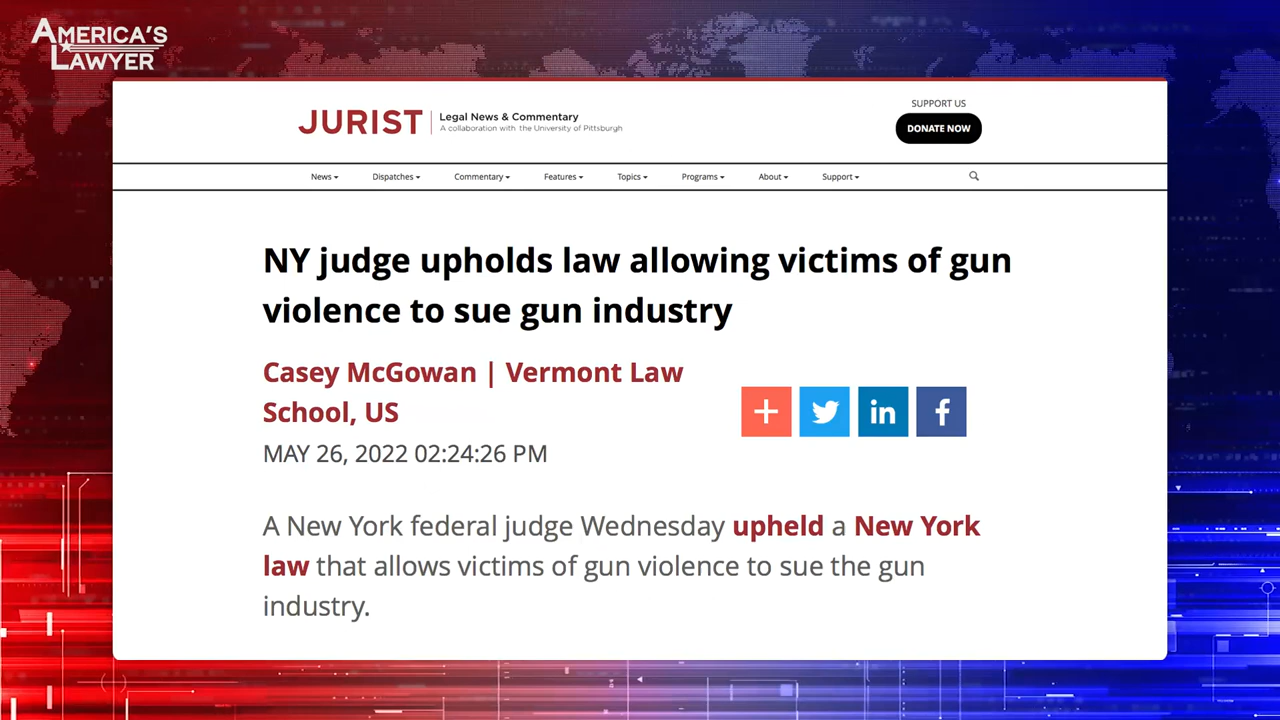 AMERICA'S
LAWYER
JURIST
Legal News & Commentary
A collaboration with the University of Pittsburgh
SUPPORT US
DONATE NOW
News
Dispatches
Commentary
Features
Topics
Programs
About
Support
NY judge upholds law allowing victims of gun
violence to sue gun industry
Casey McGowan | Vermont Law
School, US
MAY 26, 2022 02:24:26 PM
A New York federal judge Wednesday upheld a New York
law that allows victims of gun violence to sue the gun
industry.